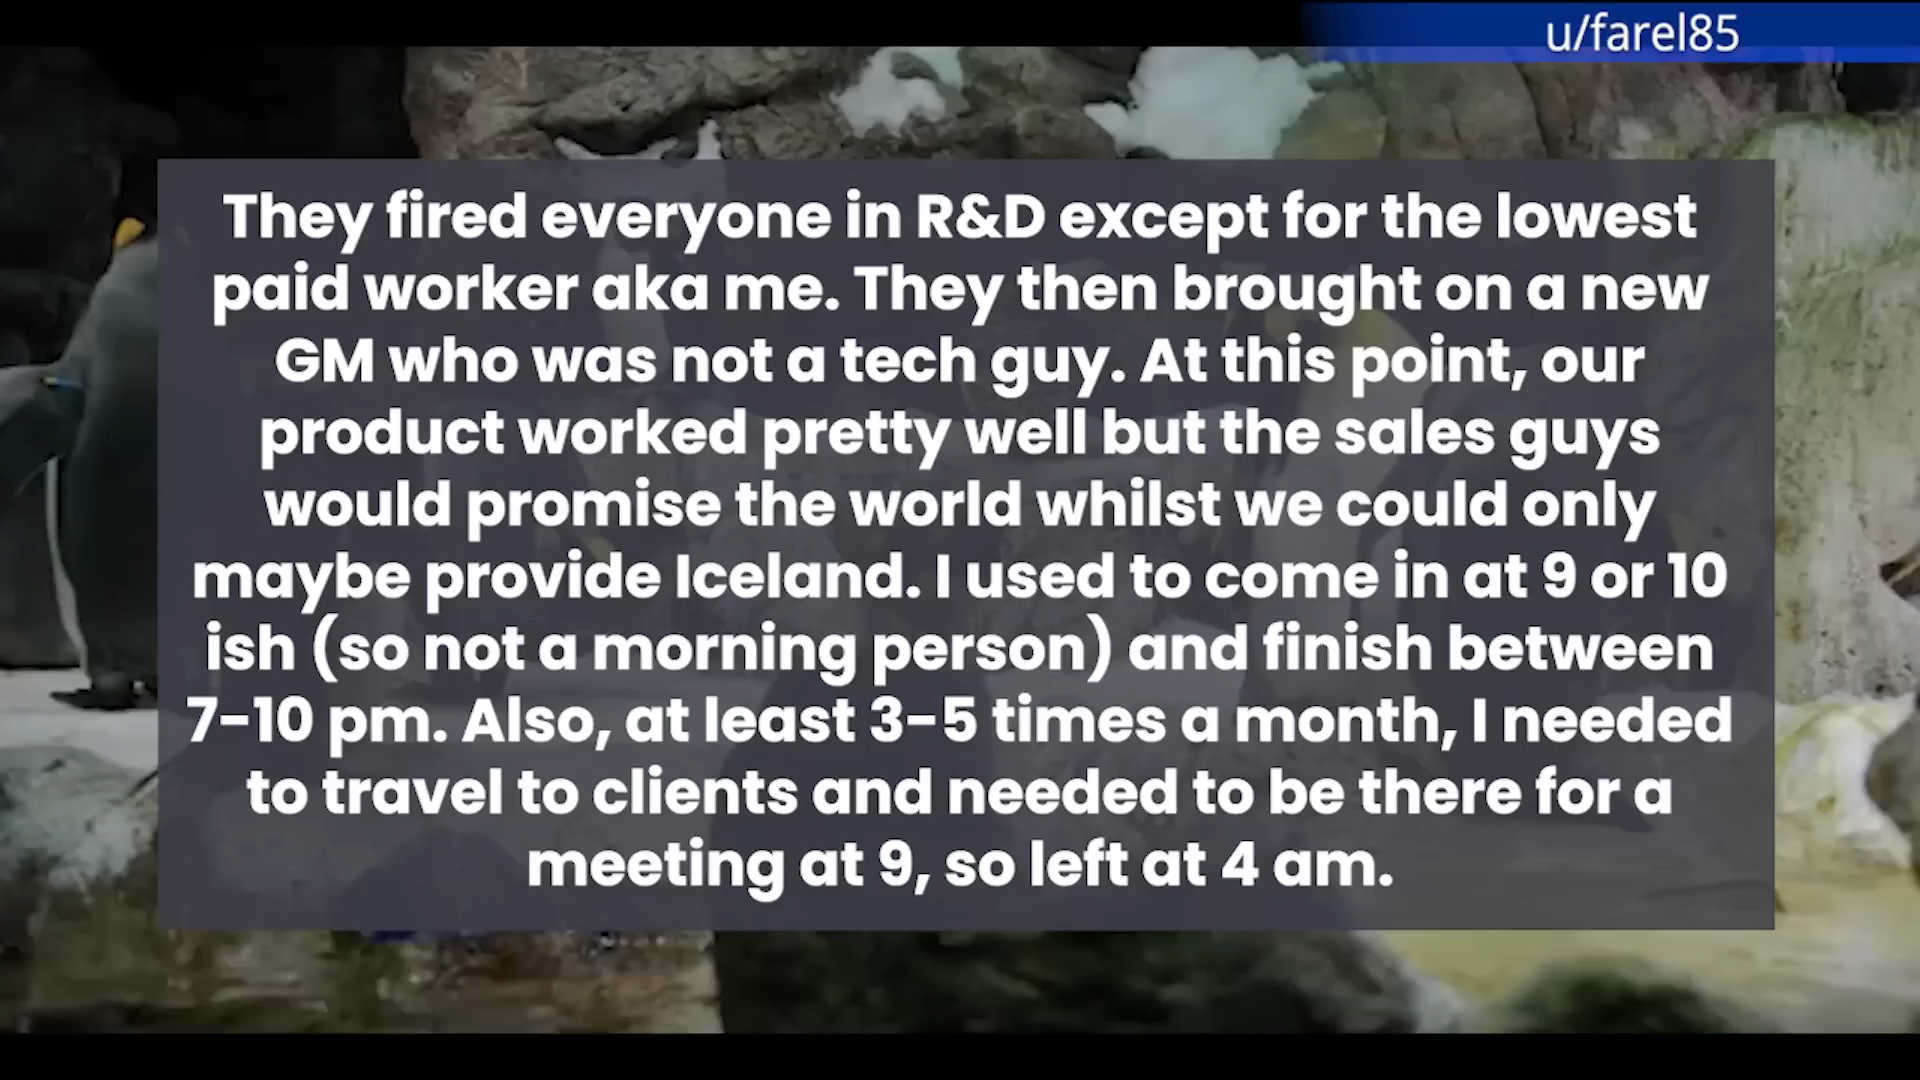 u/farel85
They fired everyone in R&D except for the lowest
paid worker aka me. They then brought on a new
GM who was not a tech guy. At this point, our
product worked pretty well but the sales guys
would promise the world whilst we could only
maybe provide Iceland. I used to come in at 9 or 10
ish (so not a morning person) and finish between
7-10 pm. Also, at least 3-5 times a month, I needed
to travel to clients and needed to be there for a
meeting at 9, so left at 4 am.